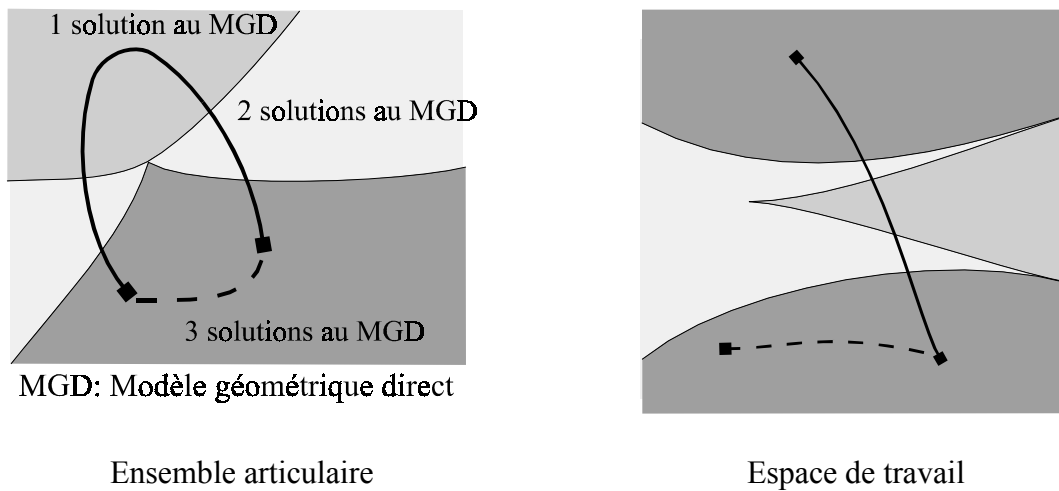 1 solution au MGD
2 solutions au MGD
3 solutions au MGD
MGD: Modèle géométrique direct
Ensemble articulaire
Espace de travail